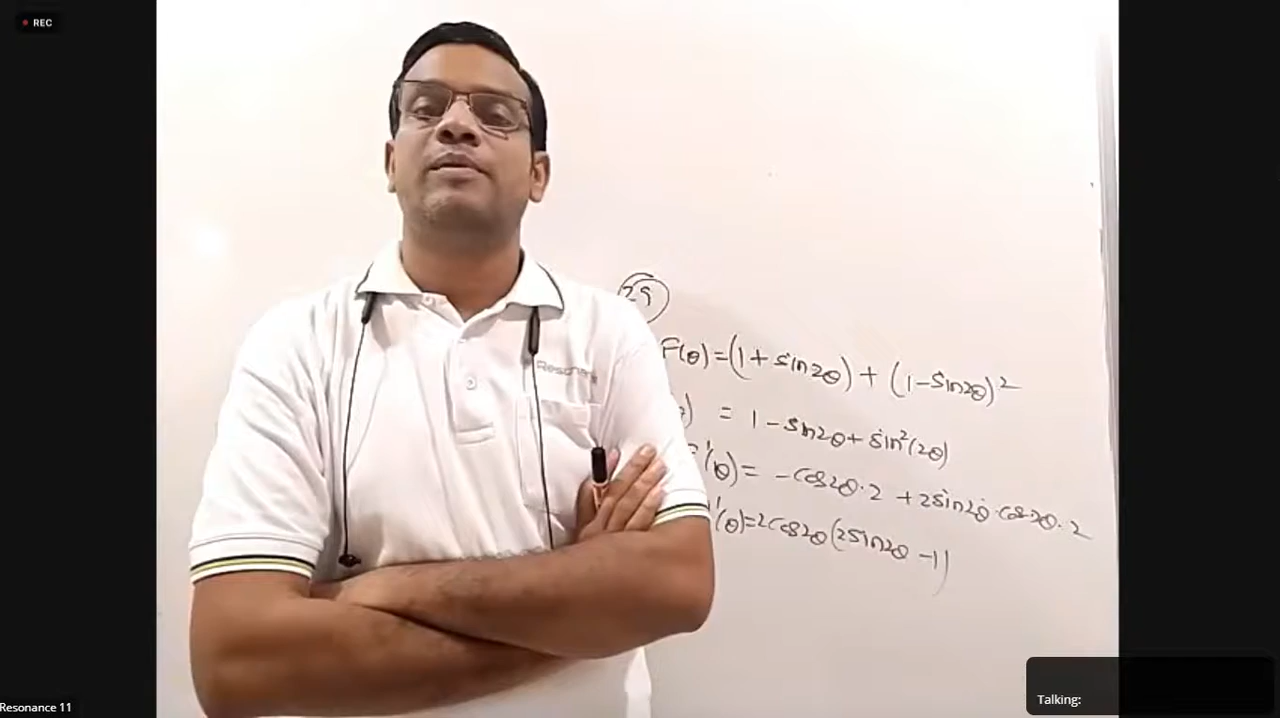 REC
29
F(θ)=(1+sin2θ)+(1-sin2θ)²
) = 1-sin2θ+sin²(2θ)
'(θ)= -cos2θ·2 +2sin2θ·cos2θ·2
'(θ)=2cos2θ(2sin2θ-1)
Talking:
Resonance 11